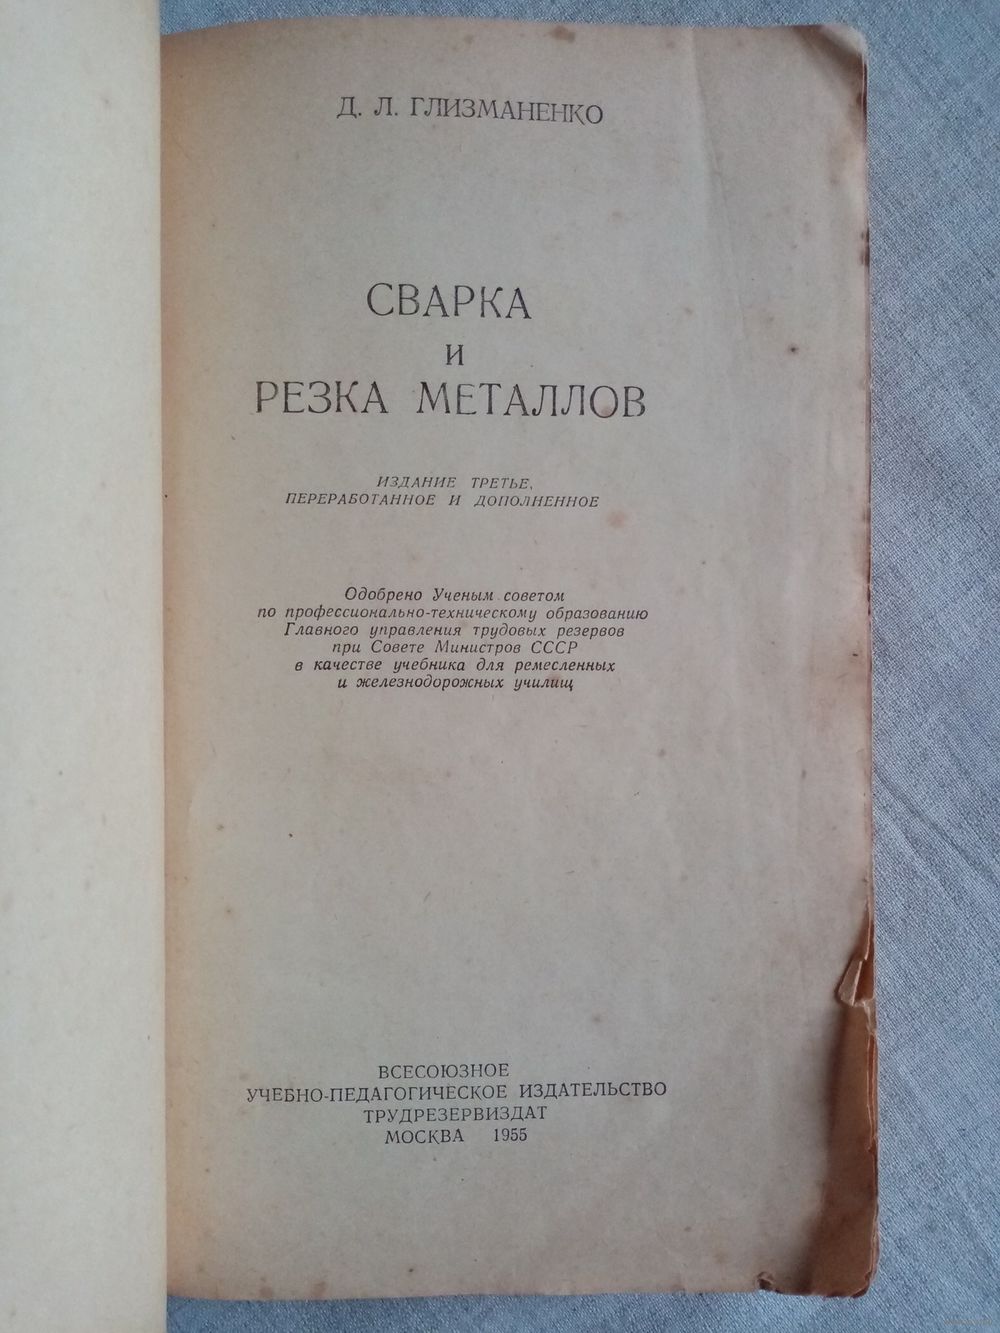 Д. Л. ГЛИЗМАНЕНКО
СВАРКА
И
РЕЗКА МЕТАЛЛОВ
ИЗДАНИЕ ТРЕТЬЕ,
ПЕРЕРАБОТАННОЕ И ДОПОЛНЕННОЕ
Одобрено Ученым советом
по профессионально-техническому образованию
Главного управления трудовых резервов
при Совете Министров СССР
в качестве учебника для ремесленных
и железнодорожных училищ
ВСЕСОЮЗНОЕ
УЧЕБНО-ПЕДАГОГИЧЕСКОЕ ИЗДАТЕЛЬСТВО
ТРУДРЕЗЕРВИЗДАТ
МОСКВА 1955